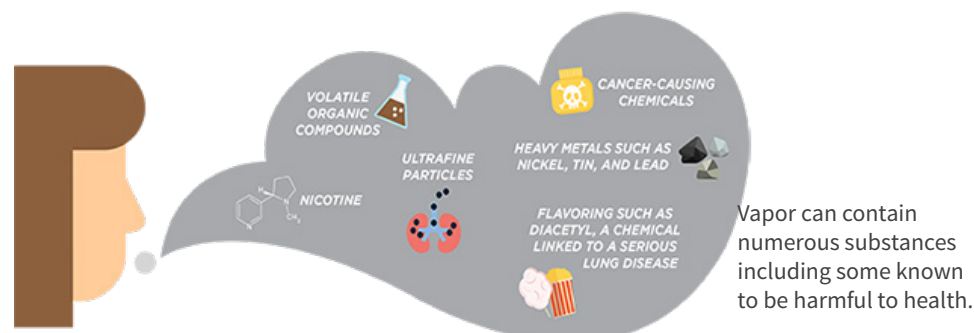 VOLATILE
ORGANIC
COMPOUNDS
CANCER-CAUSING
CHEMICALS
ULTRAFINE
PARTICLES
HEAVY METALS SUCH AS
NICKEL, TIN, AND LEAD
NICOTINE
H
N
CH3
N
FLAVORING SUCH AS
DIACETYL, A CHEMICAL
LINKED TO A SERIOUS
LUNG DISEASE
Vapor can contain
numerous substances
including some known
to be harmful to health.